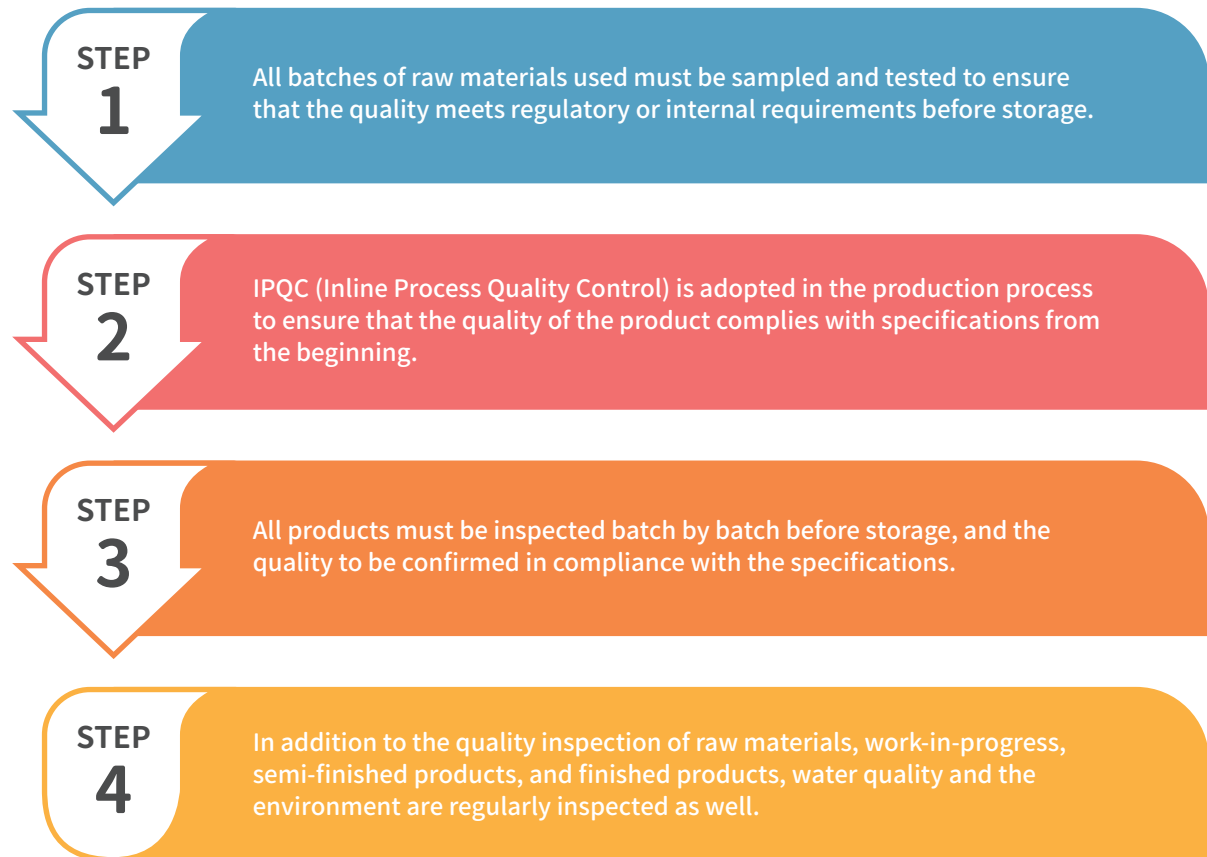 STEP
1
All batches of raw materials used must be sampled and tested to ensure
that the quality meets regulatory or internal requirements before storage.
STEP
2
IPQC (Inline Process Quality Control) is adopted in the production process
to ensure that the quality of the product complies with specifications from
the beginning.
STEP
3
All products must be inspected batch by batch before storage, and the
quality to be confirmed in compliance with the specifications.
STEP
4
In addition to the quality inspection of raw materials, work-in-progress,
semi-finished products, and finished products, water quality and the
environment are regularly inspected as well.